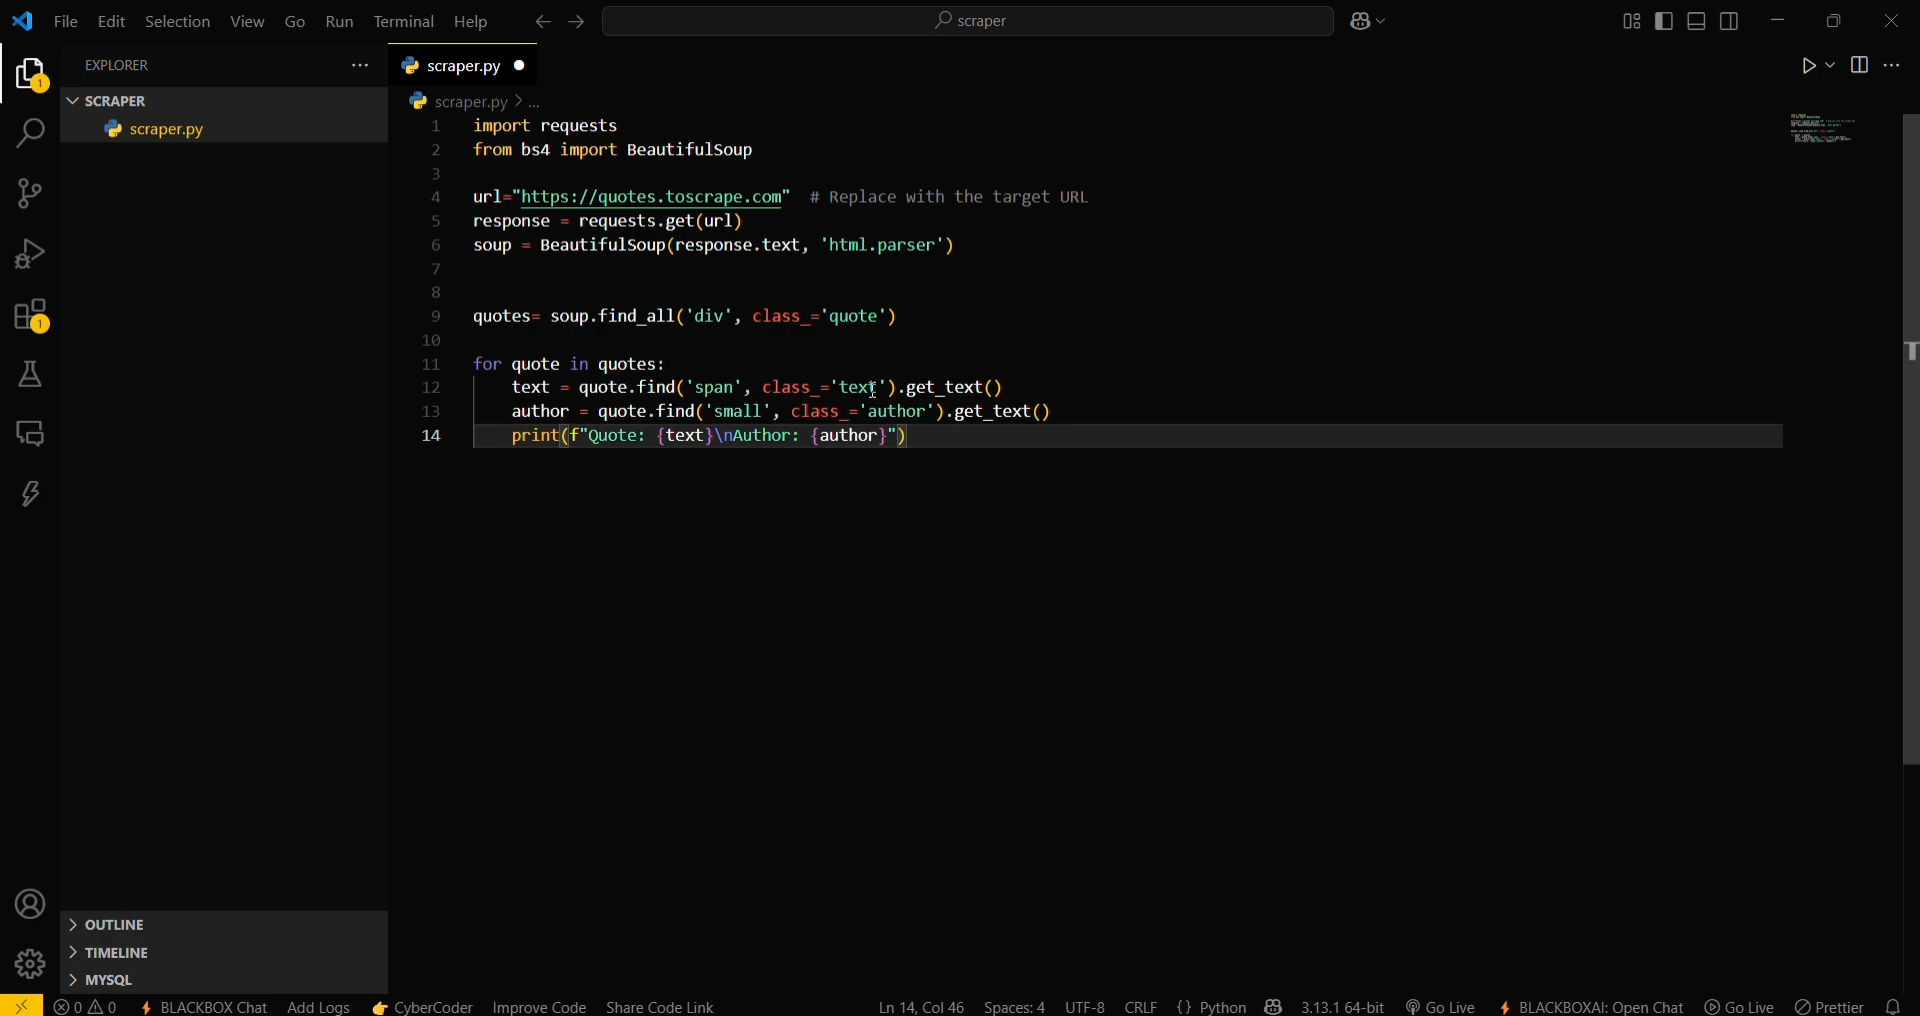 File Edit Selection View Go Run Terminal Help
scraper
EXPLORER
SCRAPER
scraper.py
1
1
scraper.py
scraper.py > ...
1 import requests
2 from bs4 import BeautifulSoup
3
4 url="https://quotes.toscrape.com" # Replace with the target URL
5 response = requests.get(url)
6 soup = BeautifulSoup(response.text, 'html.parser')
7
8
9 quotes= soup.find_all('div', class_='quote')
10
11 for quote in quotes:
12 text = quote.find('span', class_='text').get_text()
13 author = quote.find('small', class_='author').get_text()
14 print(f"Quote: {text}\nAuthor: {author}")
OUTLINE
TIMELINE
MYSQL
0 0 BLACKBOX Chat Add Logs CyberCoder Improve Code Share Code Link Ln 14, Col 46 Spaces: 4 UTF-8 CRLF {} Python 3.13.1 64-bit Go Live BLACKBOXAI: Open Chat Go Live Prettier